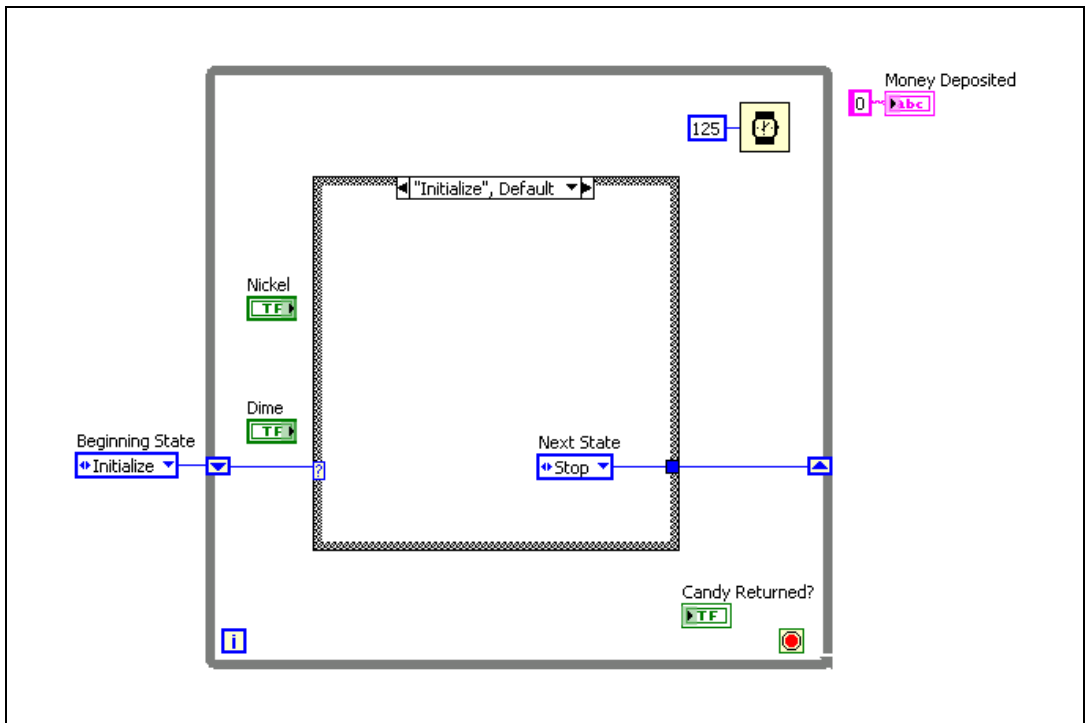 Money Deposited
0 abc
125
"Initialize", Default
Nickel
TF
Dime
TF
Beginning State
Initialize
?
Next State
Stop
Candy Returned?
TF
i